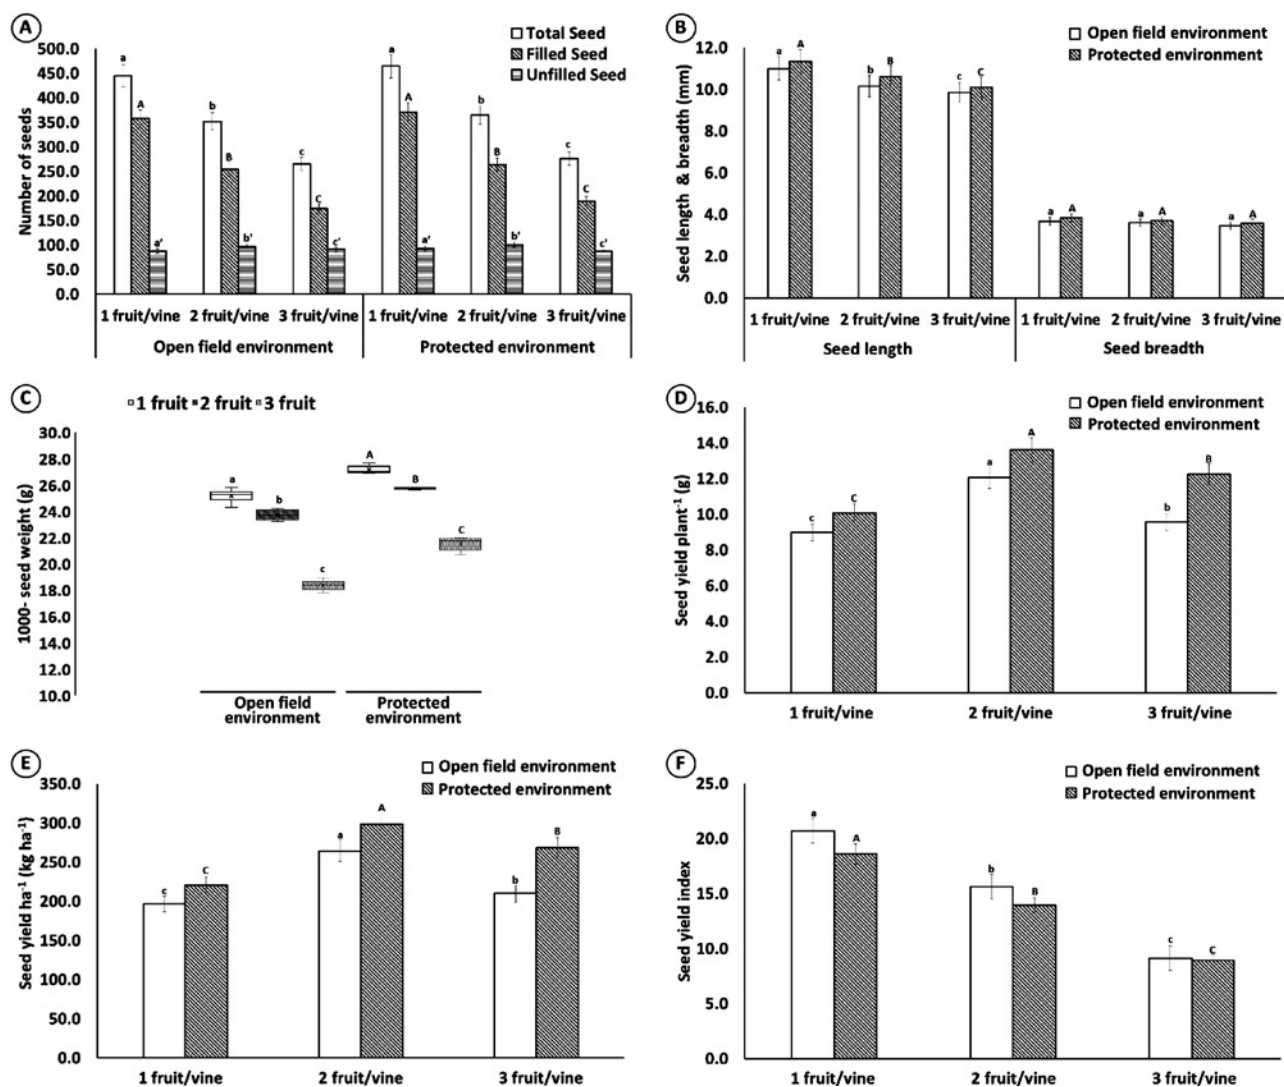 A
Total Seed
Filled Seed
Unfilled Seed
500.0
450.0
400.0
350.0
300.0
250.0
200.0
150.0
100.0
50.0
0.0
Number of seeds
a
A
a'
b
B
b'
c
C
c'
a
A
a'
b
B
b'
c
C
c'
1 fruit/vine 2 fruit/vine 3 fruit/vine 1 fruit/vine 2 fruit/vine 3 fruit/vine
Open field environment Protected environment
B
Open field environment
Protected environment
12.0
10.0
8.0
6.0
4.0
2.0
0.0
Seed length & breadth (mm)
a A b B c C a A a A a A
1 fruit/vine 2 fruit/vine 3 fruit/vine 1 fruit/vine 2 fruit/vine 3 fruit/vine
Seed length Seed breadth
C
1 fruit 2 fruit 3 fruit
30.0
28.0
26.0
24.0
22.0
20.0
18.0
16.0
14.0
12.0
10.0
1000- seed weight (g)
a b c A B C
Open field environment
Protected environment
D
Open field environment
Protected environment
16.0
14.0
12.0
10.0
8.0
6.0
4.0
2.0
0.0
Seed yield plant⁻¹ (g)
c C a A b B
1 fruit/vine 2 fruit/vine 3 fruit/vine
E
Open field environment
Protected environment
350.0
300.0
250.0
200.0
150.0
100.0
50.0
0.0
Seed yield ha⁻¹ (kg ha⁻¹)
c C a A b B
1 fruit/vine 2 fruit/vine 3 fruit/vine
F
Open field environment
Protected environment
25.0
20.0
15.0
10.0
5.0
0.0
Seed yield index
a A b B c C
1 fruit/vine 2 fruit/vine 3 fruit/vine